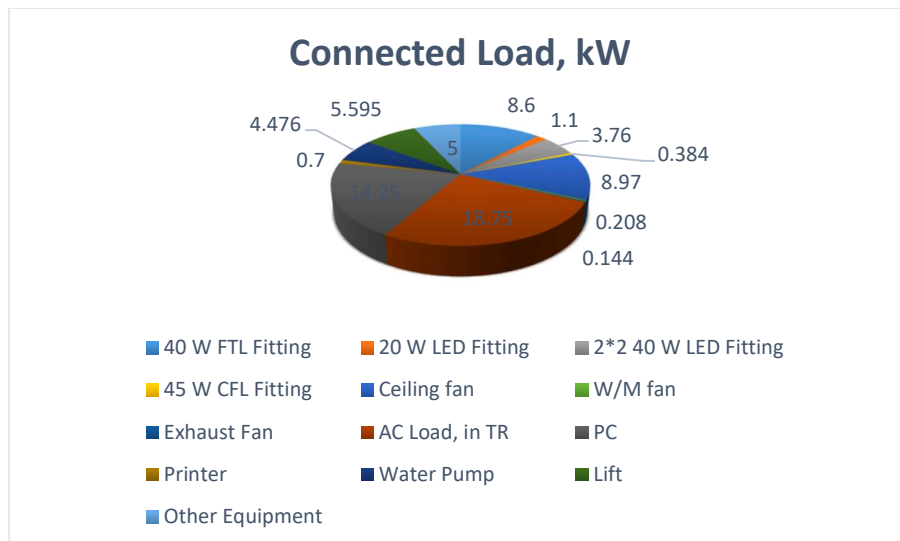 Connected Load, kW
5.595
8.6
4.476
1.1
3.76
0.7
5
0.384
14.25
8.97
18.75
0.208
0.144
40 W FTL Fitting
20 W LED Fitting
2*2 40 W LED Fitting
45 W CFL Fitting
Ceiling fan
W/M fan
Exhaust Fan
AC Load, in TR
PC
Printer
Water Pump
Lift
Other Equipment